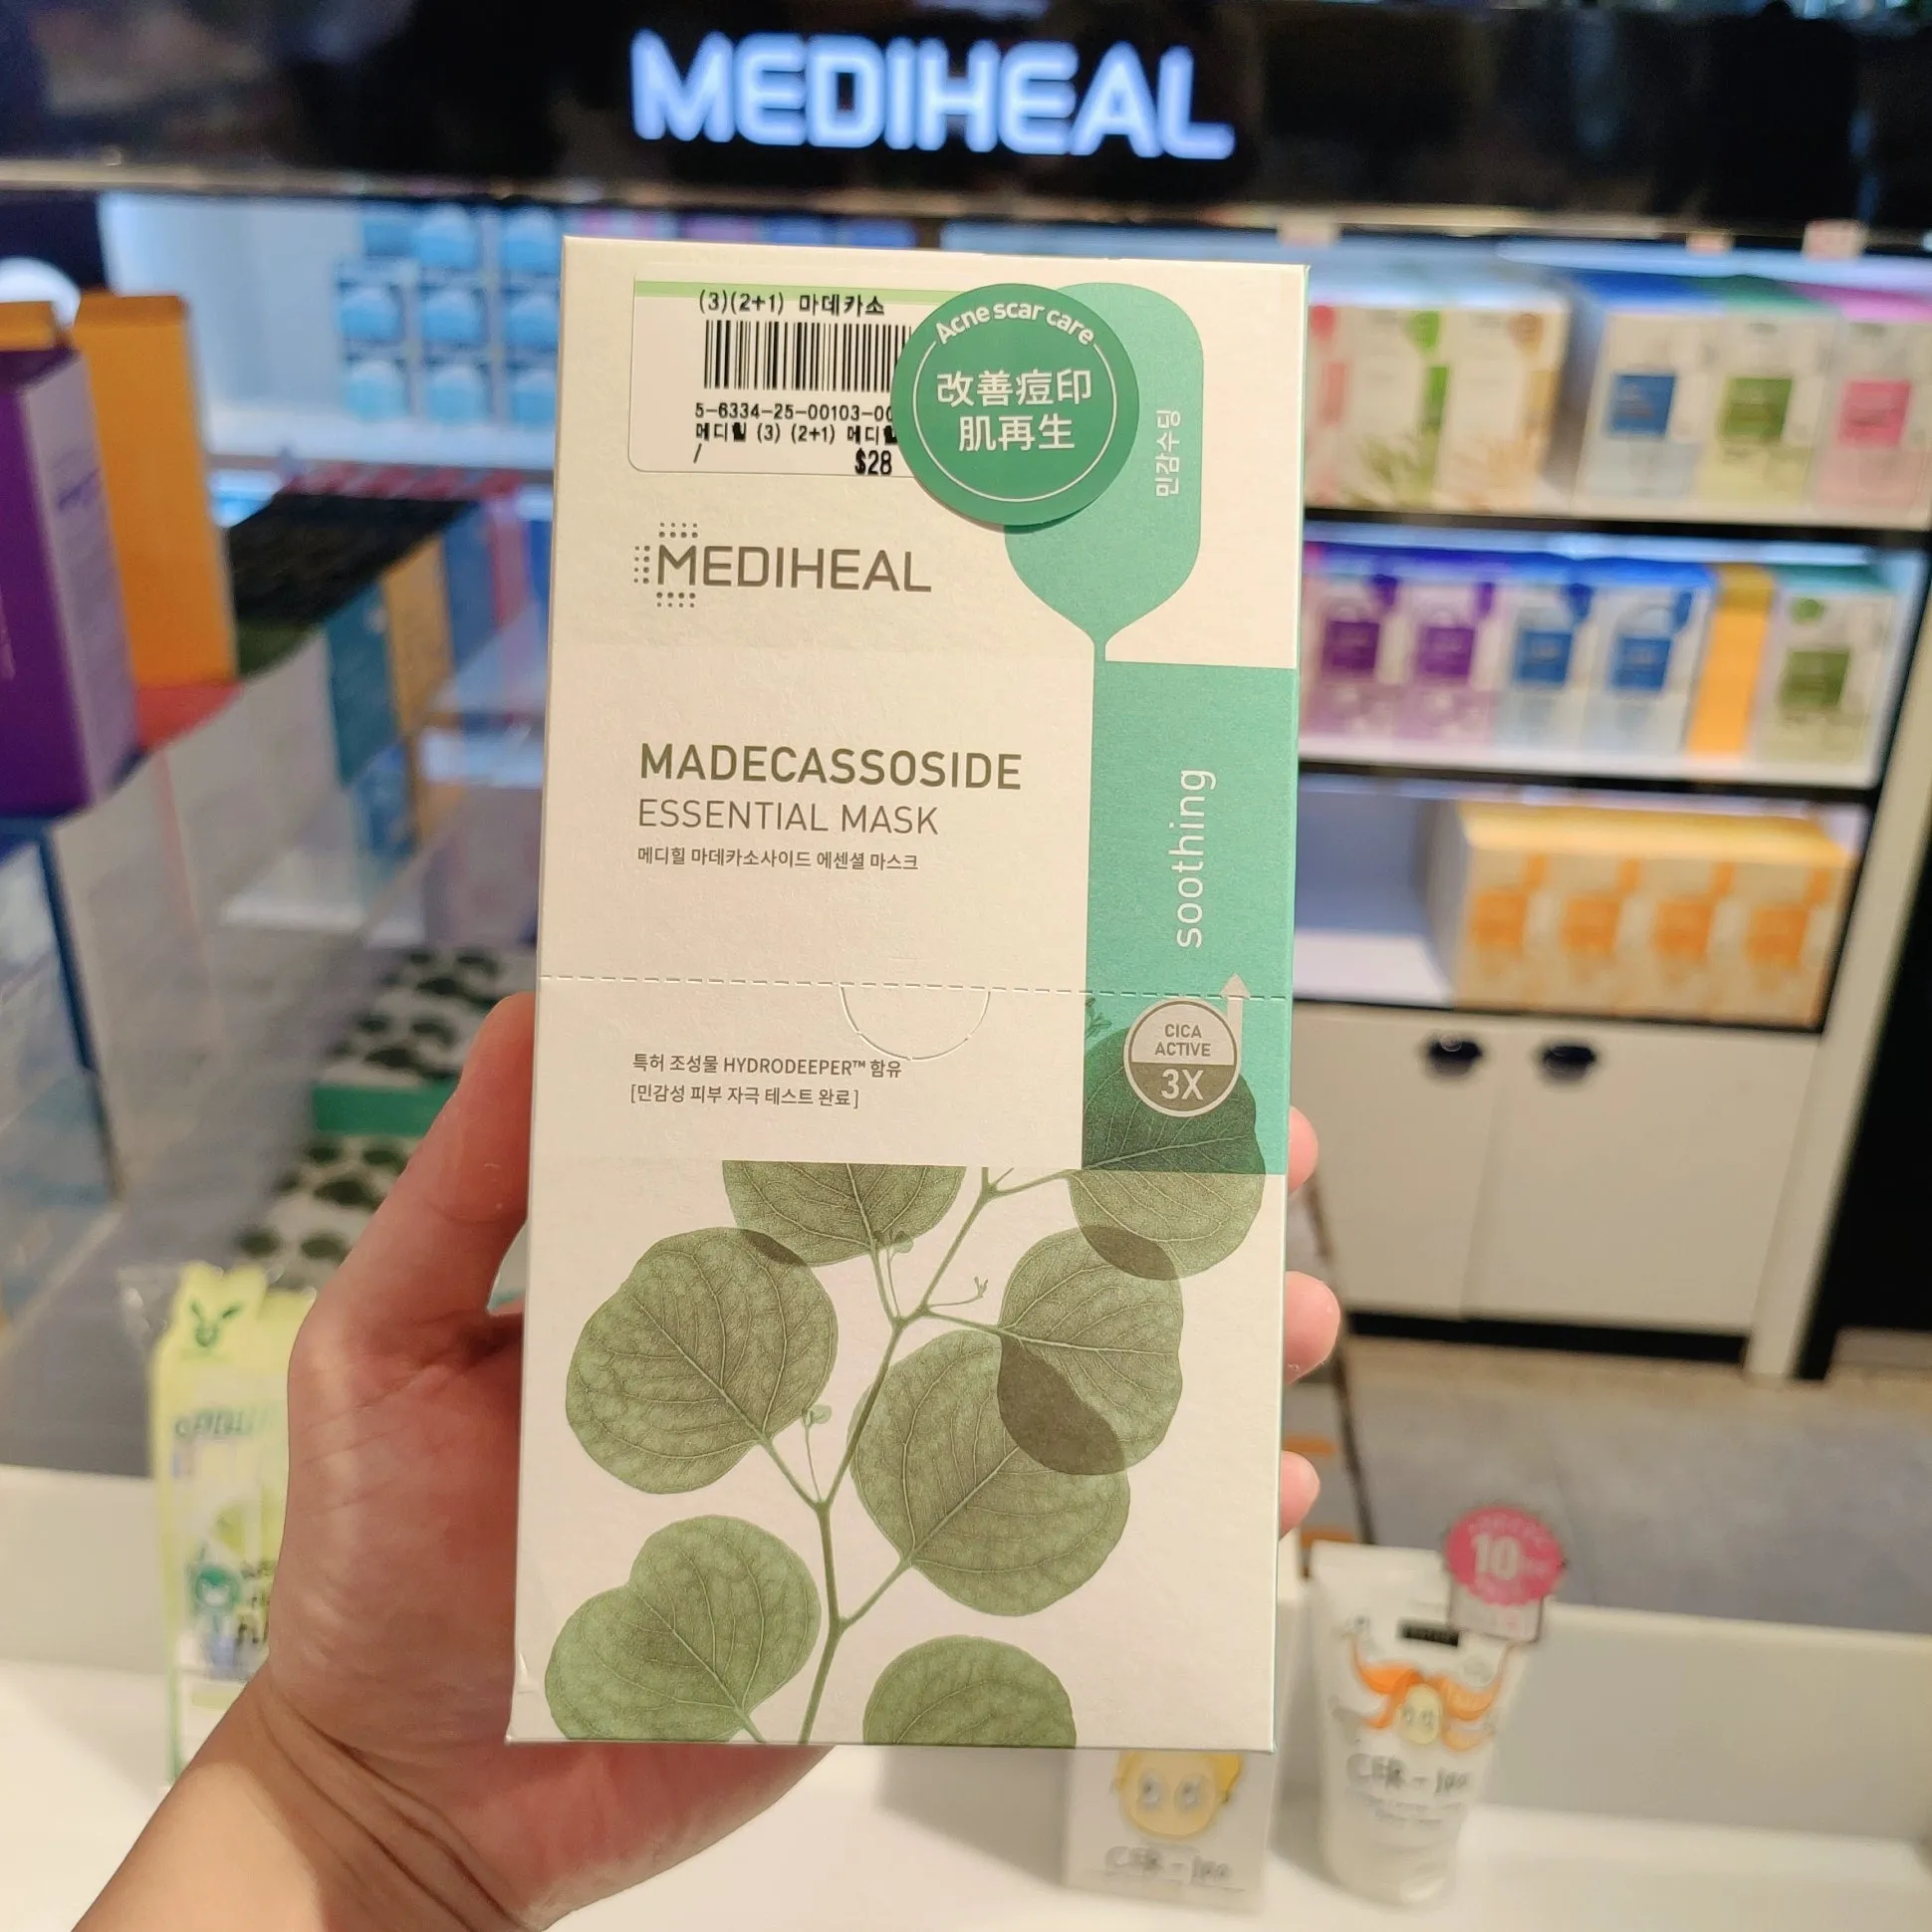 MEDIHEAL
(3)(2+1) 마데카소
5-6334-25-00103-00
메디힐 (3) (2+1) 메디힐
/
$28
Acne scar care
改善痘印
肌再生
민감수딩
MEDIHEAL
MADECASSOSIDE
ESSENTIAL MASK
메디힐 마데카소사이드 에센셜 마스크
soothing
특허 조성물 HYDRODEEPER™ 함유
[민감성 피부 자극 테스트 완료]
CICA
ACTIVE
3X
10